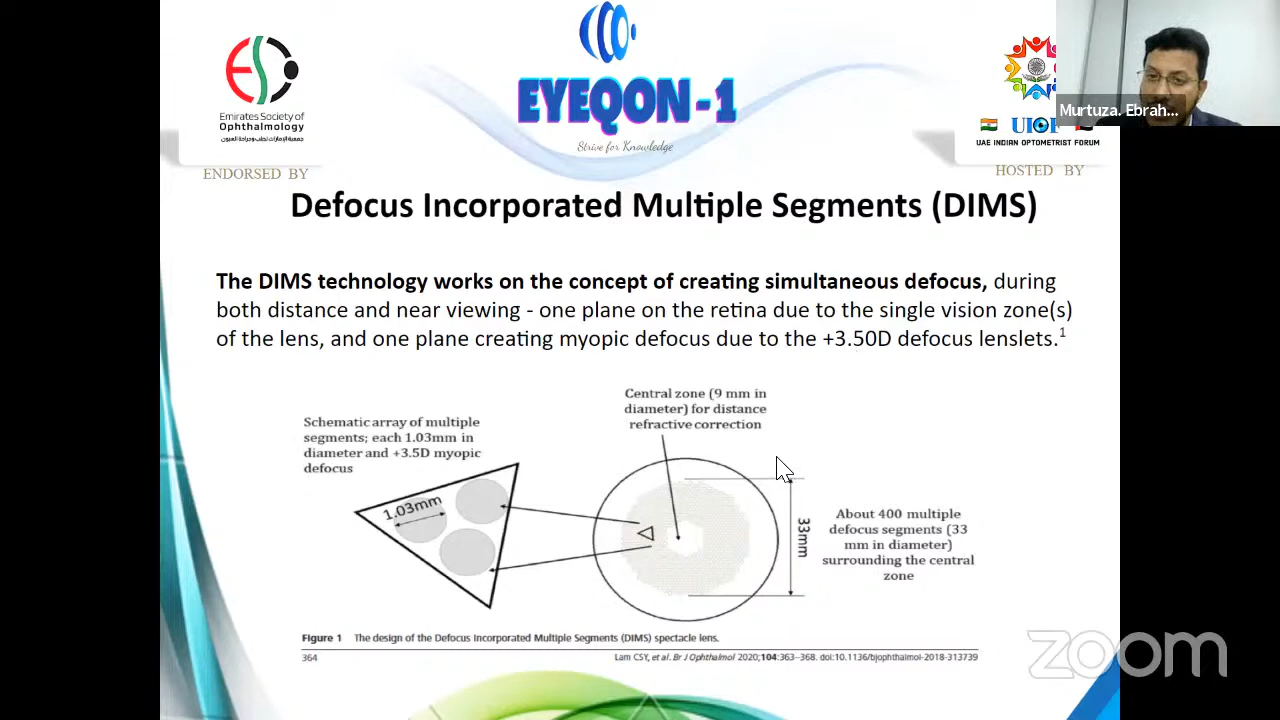 Emirates Society of
Ophthalmology
جمعية الإمارات لطب وجراحة العيون
ENDORSED BY
EYEQON-1
Strive for Knowledge
Murtuza. Ebrah...
UAE INDIAN OPTOMETRIST FORUM
HOSTED BY
Defocus Incorporated Multiple Segments (DIMS)
The DIMS technology works on the concept of creating simultaneous defocus, during
both distance and near viewing - one plane on the retina due to the single vision zone(s)
of the lens, and one plane creating myopic defocus due to the +3.50D defocus lenslets.1
Schematic array of multiple
segments; each 1.03mm in
diameter and +3.5D myopic
defocus
Central zone (9 mm in
diameter) for distance
refractive correction
1.03mm
33mm
About 400 multiple
defocus segments (33
mm in diameter)
surrounding the central
zone
Figure 1 The design of the Defocus Incorporated Multiple Segments (DIMS) spectacle lens.
364
Lam CSY, et al. Br J Ophthalmol 2020;104:363–368. doi:10.1136/bjophthalmol-2018-313739
zoom